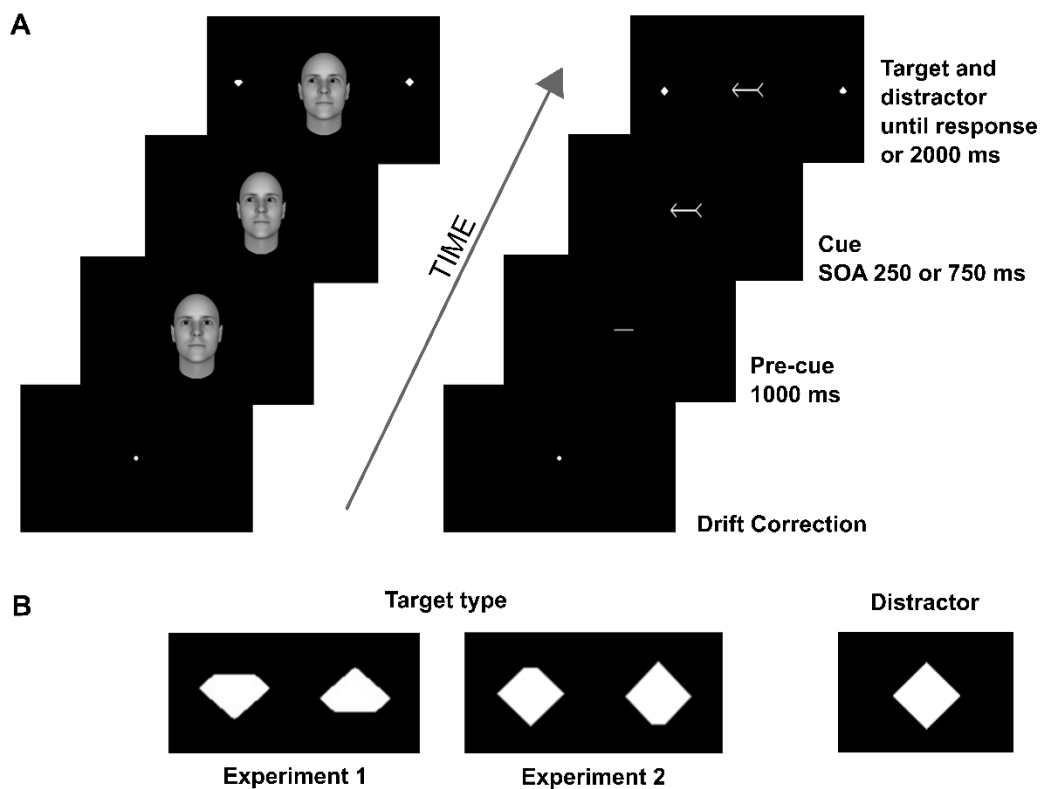 A
Target and
distractor
until response
or 2000 ms
TIME
Cue
SOA 250 or 750 ms
Pre-cue
1000 ms
Drift Correction
B
Target type
Distractor
Experiment 1
Experiment 2